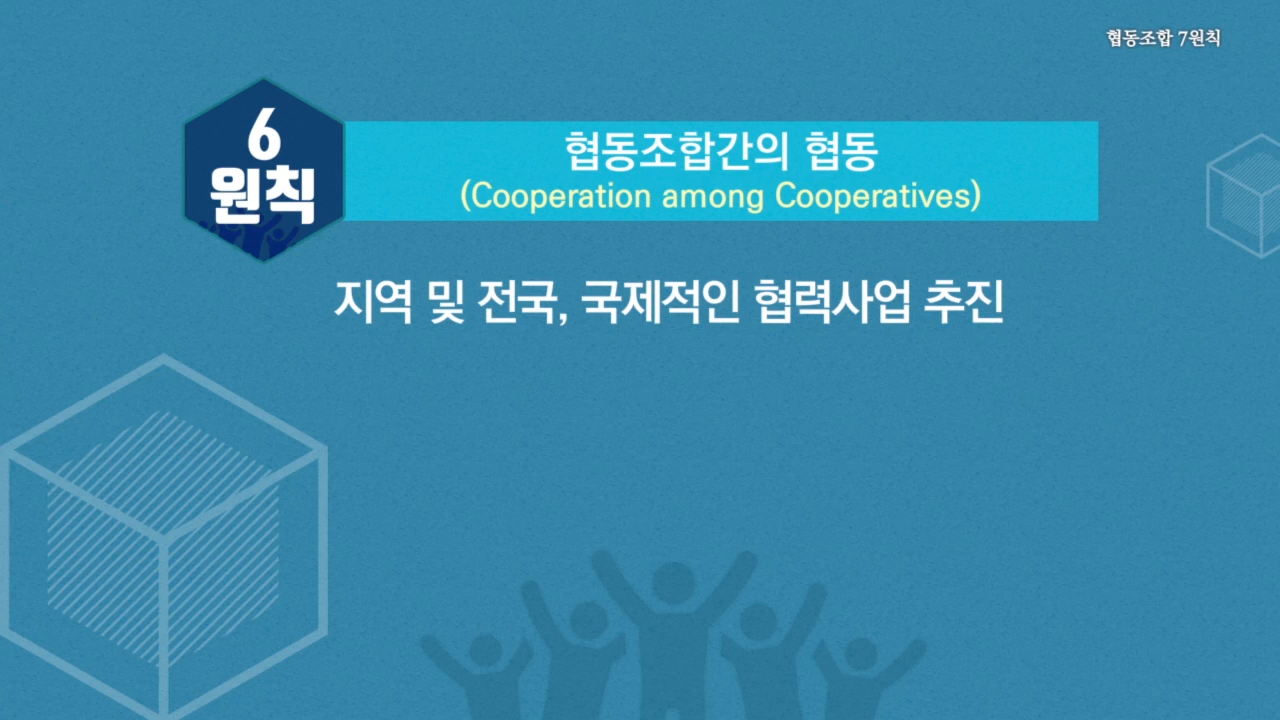 협동조합 7원칙
6
원칙
협동조합간의 협동
(Cooperation among Cooperatives)
지역 및 전국, 국제적인 협력사업 추진